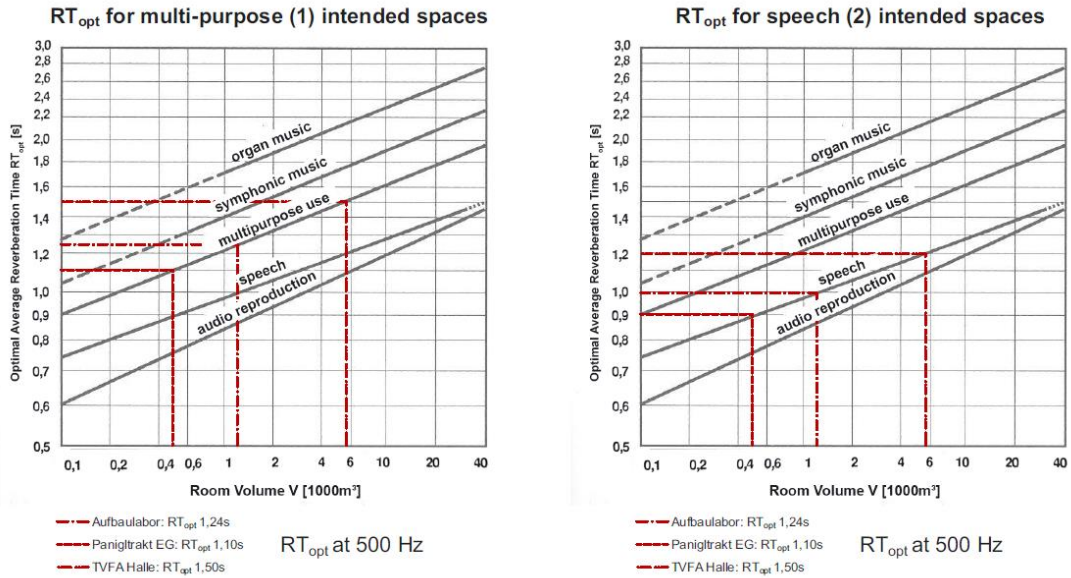 RTopt for multi-purpose (1) intended spaces
3,0
2,8
2,6
2,4
2,2
2,0
1,8
1,6
1,4
1,2
1,0
0,9
0,8
0,7
0,6
0,5
Optimal Average Reverberation Time RTopt [s]
organ music
symphonic music
multipurpose use
speech
audio reproduction
0,1 0,2 0,4 0,6 1 2 4 6 10 20 40
Room Volume V [1000m³]
Aufbaulabor: RTopt 1,24s
Panigltrakt EG: RTopt 1,10s
TVFA Halle: RTopt 1,50s
RTopt at 500 Hz
RTopt for speech (2) intended spaces
3,0
2,8
2,6
2,4
2,2
2,0
1,8
1,6
1,4
1,2
1,0
0,9
0,8
0,7
0,6
0,5
Optimal Average Reverberation Time RTopt [s]
organ music
symphonic music
multipurpose use
speech
audio reproduction
0,1 0,2 0,4 0,6 1 2 4 6 10 20 40
Room Volume V [1000m³]
Aufbaulabor: RTopt 1,24s
Panigltrakt EG: RTopt 1,10s
TVFA Halle: RTopt 1,50s
RTopt at 500 Hz